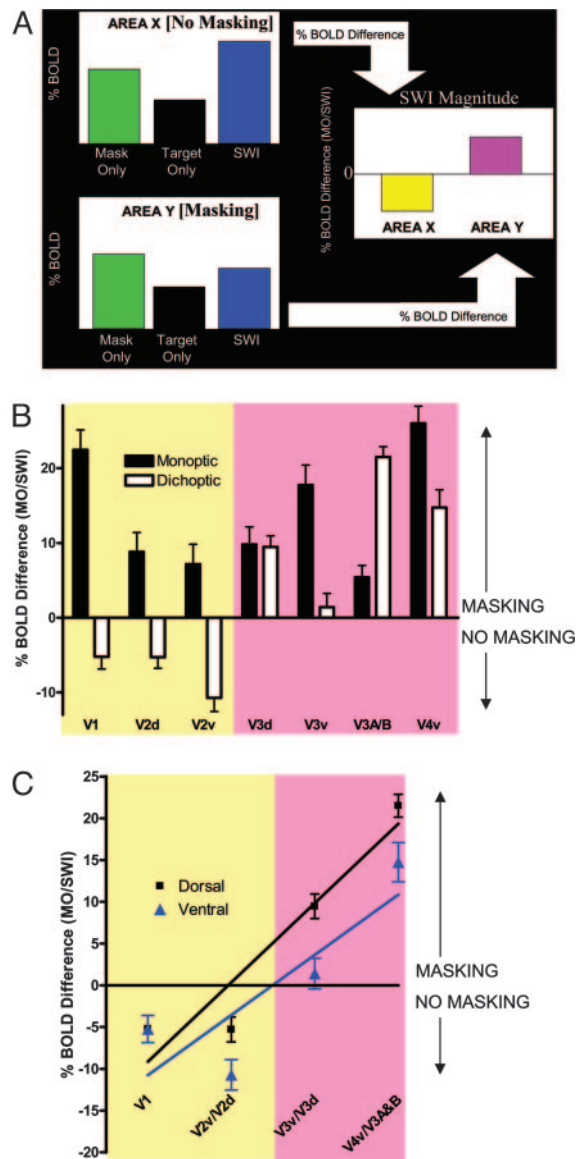 A
AREA X [No Masking]
% BOLD
Mask Only
Target Only
SWI
% BOLD Difference
SWI Magnitude
% BOLD Difference (MO/SWI)
0
AREA X
AREA Y
AREA Y [Masking]
% BOLD
Mask Only
Target Only
SWI
% BOLD Difference
B
% BOLD Difference (MO/SWI)
20
10
0
-10
Monoptic
Dichoptic
V1 V2d V2v V3d V3v V3A/B V4v
MASKING
NO MASKING
C
% BOLD Difference (MO/SWI)
25
20
15
10
5
0
-5
-10
-15
-20
Dorsal
Ventral
V1
V2v/V2d
V3v/V3d
V4v/V3A&B
MASKING
NO MASKING